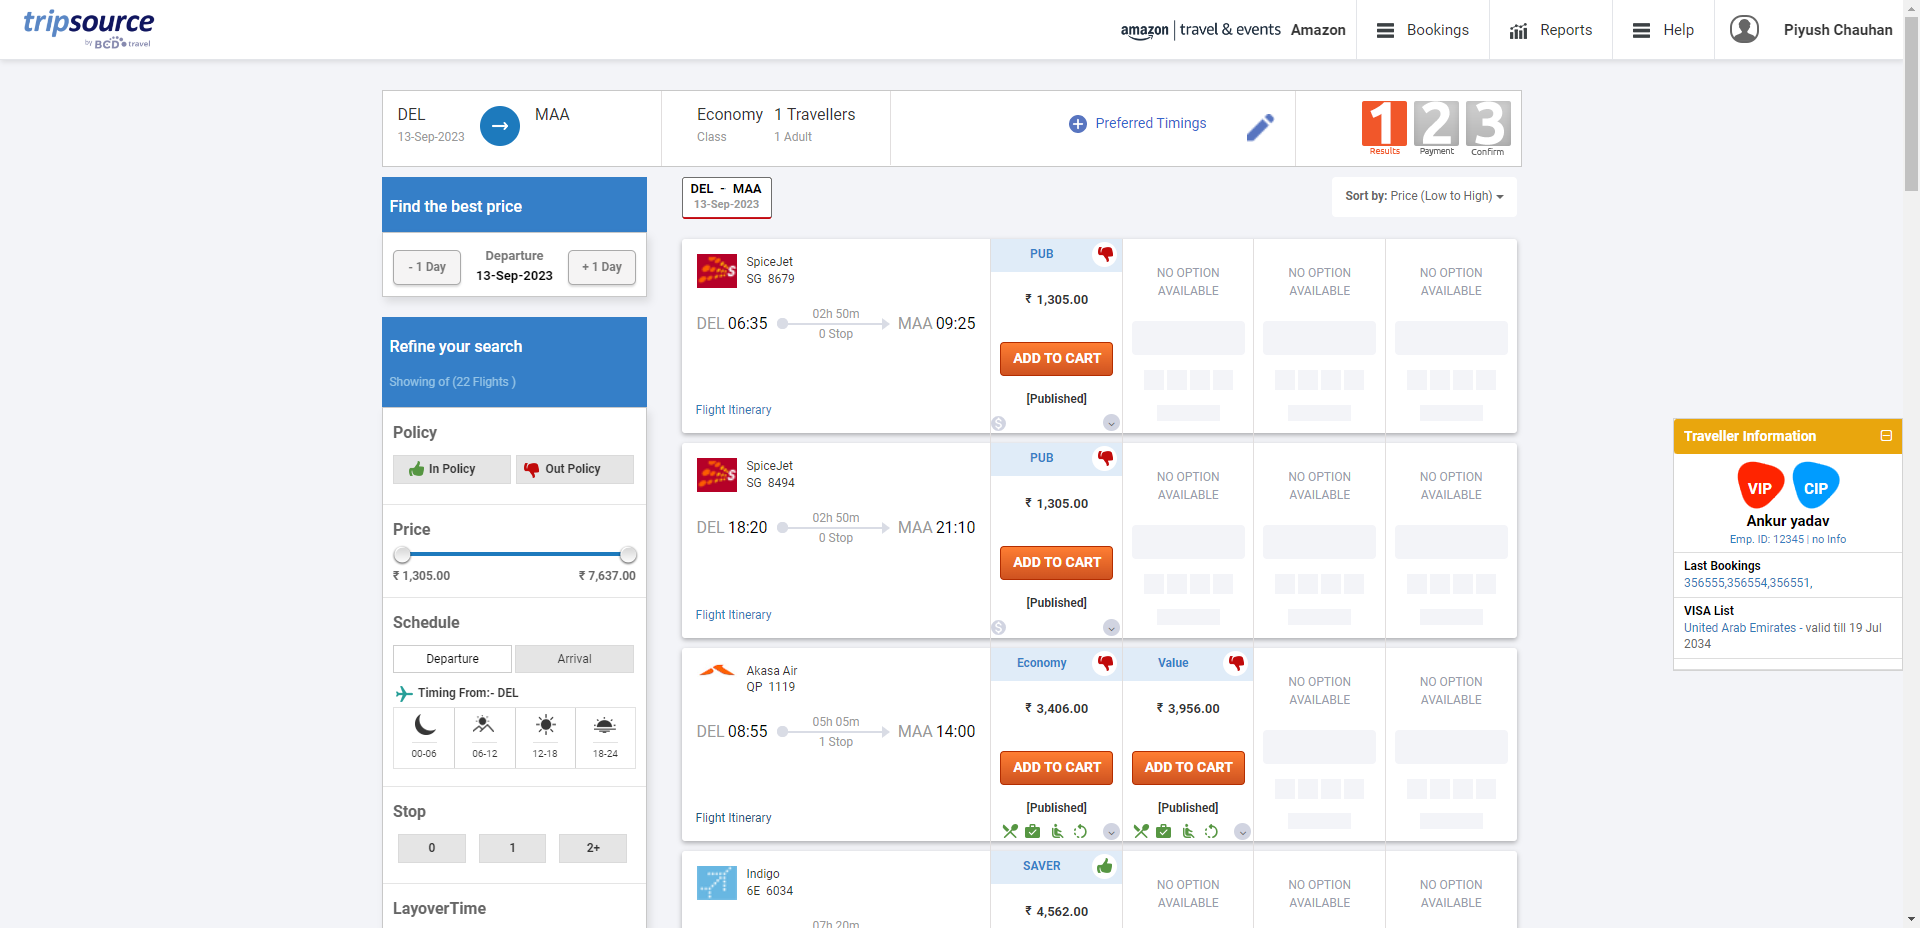 tripsource
by BCD travel
amazon | travel & events Amazon
Bookings
Reports
Help
Piyush Chauhan
DEL
13-Sep-2023
MAA
Economy
Class
1 Travellers
1 Adult
Preferred Timings
1
Results
2
Payment
3
Confirm
Find the best price
- 1 Day
Departure
13-Sep-2023
+ 1 Day
Refine your search
Showing of (22 Flights )
Policy
In Policy
Out Policy
Price
₹ 1,305.00
₹ 7,637.00
Schedule
Departure
Arrival
Timing From:- DEL
00-06
06-12
12-18
18-24
Stop
0
1
2+
LayoverTime
DEL - MAA
13-Sep-2023
Sort by: Price (Low to High)
SpiceJet
SG 8679
DEL 06:35
02h 50m
0 Stop
MAA 09:25
Flight Itinerary
PUB
₹ 1,305.00
ADD TO CART
[Published]
NO OPTION
AVAILABLE
NO OPTION
AVAILABLE
NO OPTION
AVAILABLE
SpiceJet
SG 8494
DEL 18:20
02h 50m
0 Stop
MAA 21:10
Flight Itinerary
PUB
₹ 1,305.00
ADD TO CART
[Published]
NO OPTION
AVAILABLE
NO OPTION
AVAILABLE
NO OPTION
AVAILABLE
Akasa Air
QP 1119
DEL 08:55
05h 05m
1 Stop
MAA 14:00
Flight Itinerary
Economy
₹ 3,406.00
ADD TO CART
[Published]
Value
₹ 3,956.00
ADD TO CART
[Published]
NO OPTION
AVAILABLE
NO OPTION
AVAILABLE
Indigo
6E 6034
07h 20m
SAVER
₹ 4,562.00
NO OPTION
AVAILABLE
NO OPTION
AVAILABLE
NO OPTION
AVAILABLE
Traveller Information
VIP
CIP
Ankur yadav
Emp. ID: 12345 | no Info
Last Bookings
356555,356554,356551,
VISA List
United Arab Emirates - valid till 19 Jul
2034